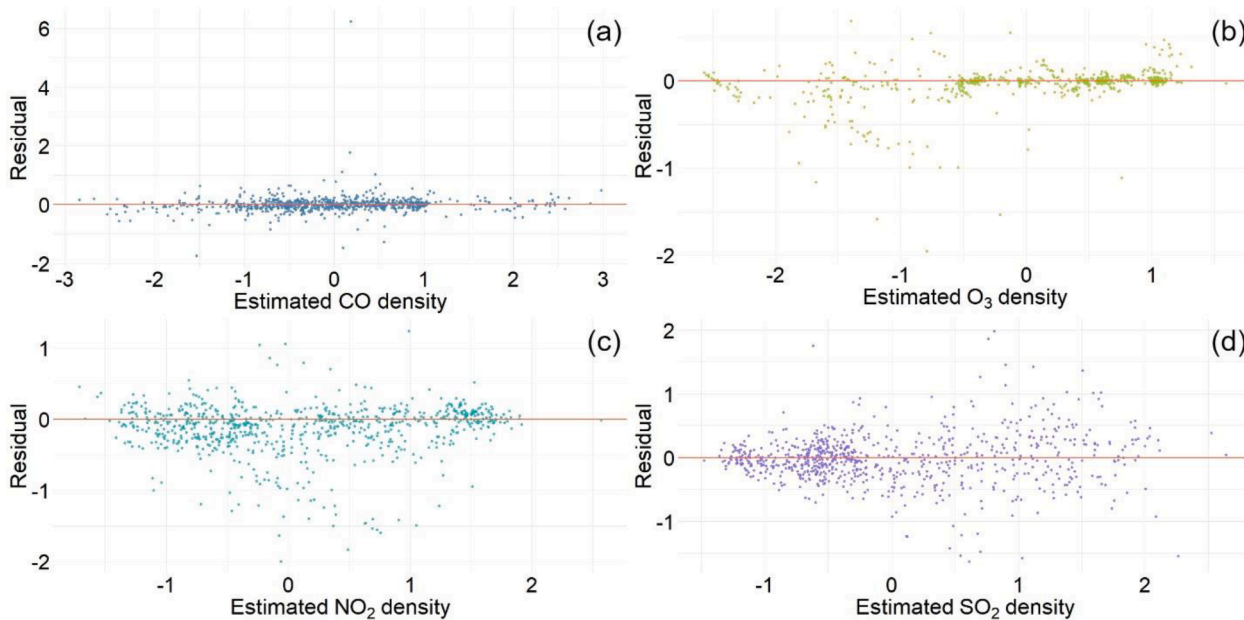 (a)
Residual
6
4
2
0
-2
-3 -2 -1 0 1 2 3
Estimated CO density
(b)
Residual
0
-1
-2
-2 -1 0 1
Estimated O₃ density
(c)
Residual
1
0
-1
-2
-1 0 1 2
Estimated NO₂ density
(d)
Residual
2
1
0
-1
-1 0 1 2
Estimated SO₂ density